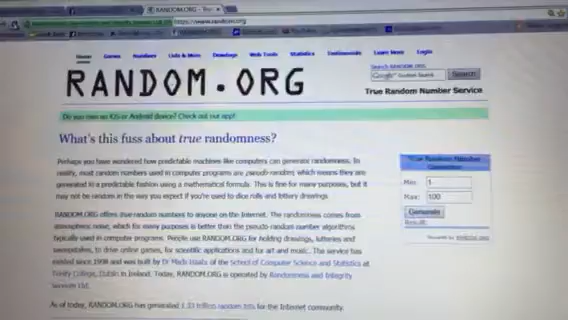 RANDOM.ORG - Tru
https://www.random.org
Home Games Numbers Lists & More Drawings Web Tools Statistics Testimonials Learn More Login
Search RANDOM.ORG
Google Search
RANDOM.ORG
True Random Number Service
Do you own an iOS or Android device? Check out our app!
What's this fuss about true randomness?
Perhaps you have wondered how predictable machines like computers can generate randomness. In
reality, most random numbers used in computer programs are pseudo-random, which means they are
generated in a predictable fashion using a mathematical formula. This is fine for many purposes, but it
may not be random in the way you expect if you're used to dice rolls and lottery drawings.
RANDOM.ORG offers true random numbers to anyone on the Internet. The randomness comes from
atmospheric noise, which for many purposes is better than the pseudo-random number algorithms
typically used in computer programs. People use RANDOM.ORG for holding drawings, lotteries and
sweepstakes, to drive online games, for scientific applications and for art and music. The service has
existed since 1998 and was built by Dr Mads Haahr of the School of Computer Science and Statistics at
Trinity College, Dublin in Ireland. Today, RANDOM.ORG is operated by Randomness and Integrity
Services Ltd.
As of today, RANDOM.ORG has generated trillion random bits for the Internet community.
True Random Number
Generator
Min: 1
Max: 100
Generate
Result:
Powered by RANDOM.ORG